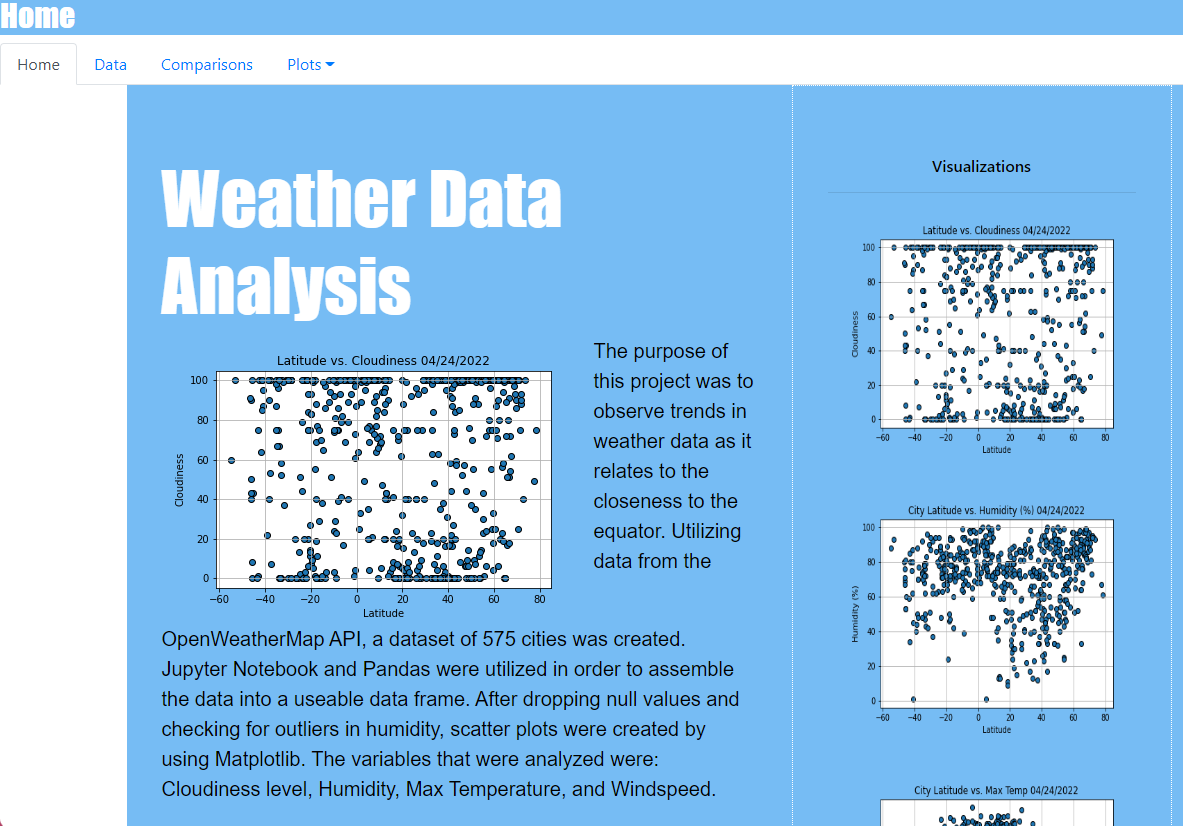 Home
Home Data Comparisons Plots
Weather Data
Analysis
Latitude vs. Cloudiness 04/24/2022
100
80
60
40
20
0
Cloudiness
−60 −40 −20 0 20 40 60 80
Latitude
The purpose of
this project was to
observe trends in
weather data as it
relates to the
closeness to the
equator. Utilizing
data from the
OpenWeatherMap API, a dataset of 575 cities was created.
Jupyter Notebook and Pandas were utilized in order to assemble
the data into a useable data frame. After dropping null values and
checking for outliers in humidity, scatter plots were created by
using Matplotlib. The variables that were analyzed were:
Cloudiness level, Humidity, Max Temperature, and Windspeed.
Visualizations
Latitude vs. Cloudiness 04/24/2022
100
80
60
40
20
0
Cloudiness
−60 −40 −20 0 20 40 60 80
Latitude
City Latitude vs. Humidity (%) 04/24/2022
100
80
60
40
20
0
Humidity (%)
−60 −40 −20 0 20 40 60 80
Latitude
City Latitude vs. Max Temp 04/24/2022